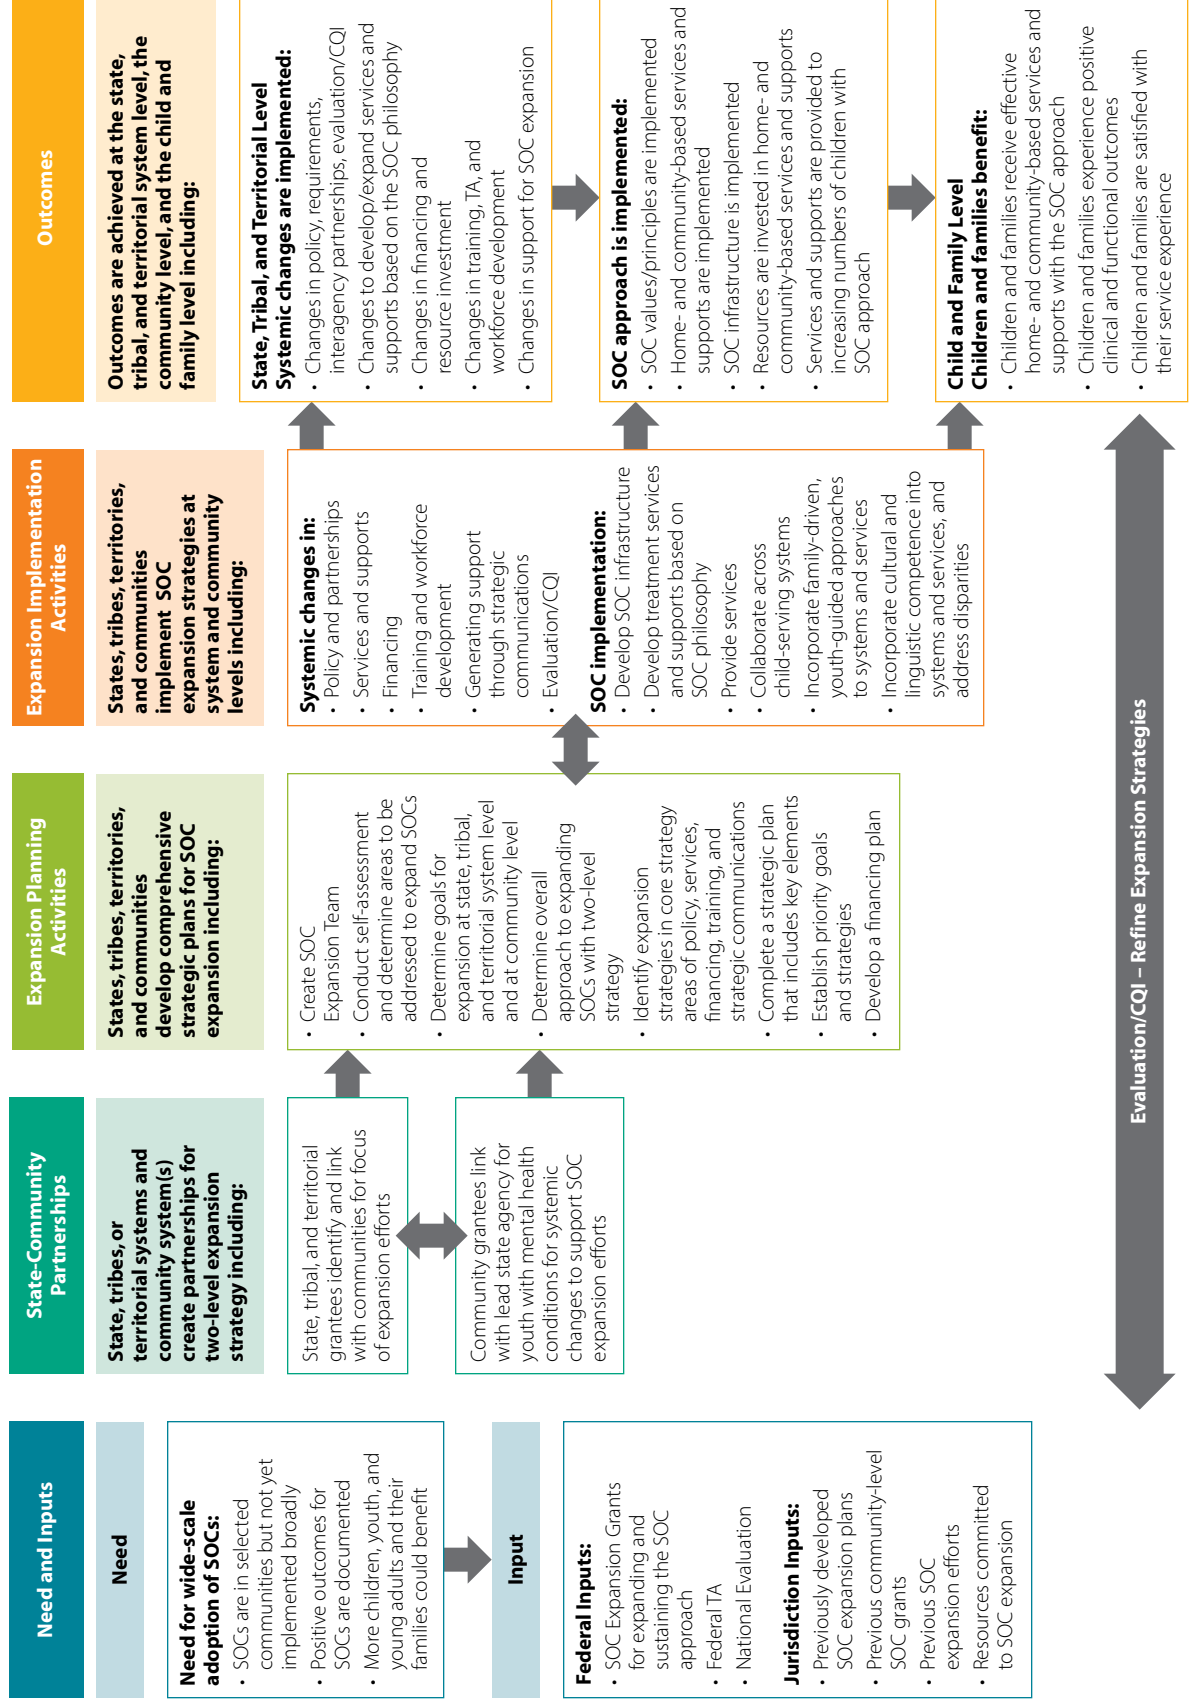 Need and Inputs
Need
Need for wide-scale
adoption of SOCs:
• SOCs are in selected
communities but not yet
implemented broadly
• Positive outcomes for
SOCs are documented
• More children, youth, and
young adults and their
families could benefit
Input
Federal Inputs:
• SOC Expansion Grants
for expanding and
sustaining the SOC
approach
• Federal TA
• National Evaluation
Jurisdiction Inputs:
• Previously developed
SOC expansion plans
• Previous community-level
SOC grants
• Previous SOC
expansion efforts
• Resources committed
to SOC expansion
State-Community
Partnerships
State, tribes, or
territorial systems and
community system(s)
create partnerships for
two-level expansion
strategy including:
State, tribal, and territorial
grantees identify and link
with communities for focus
of expansion efforts
Community grantees link
with lead state agency for
youth with mental health
conditions for systemic
changes to support SOC
expansion efforts
Expansion Planning
Activities
States, tribes, territories,
and communities
develop comprehensive
strategic plans for SOC
expansion including:
• Create SOC
Expansion Team
• Conduct self-assessment
and determine areas to be
addressed to expand SOCs
• Determine goals for
expansion at state, tribal,
and territorial system level
and at community level
• Determine overall
approach to expanding
SOCs with two-level
strategy
• Identify expansion
strategies in core strategy
areas of policy, services,
financing, training, and
strategic communications
• Complete a strategic plan
that includes key elements
• Establish priority goals
and strategies
• Develop a financing plan
Expansion Implementation
Activities
States, tribes, territories,
and communities
implement SOC
expansion strategies at
system and community
levels including:
Systemic changes in:
• Policy and partnerships
• Services and supports
• Financing
• Training and workforce
development
• Generating support
through strategic
communications
• Evaluation/CQI
SOC implementation:
• Develop SOC infrastructure
• Develop treatment services
and supports based on
SOC philosophy
• Provide services
• Collaborate across
child-serving systems
• Incorporate family-driven,
youth-guided approaches
to systems and services
• Incorporate cultural and
linguistic competence into
systems and services, and
address disparities
Outcomes
Outcomes are achieved at the state,
tribal, and territorial system level, the
community level, and the child and
family level including:
State, Tribal, and Territorial Level
Systemic changes are implemented:
• Changes in policy, requirements,
interagency partnerships, evaluation/CQI
• Changes to develop/expand services and
supports based on the SOC philosophy
• Changes in financing and
resource investment
• Changes in training, TA, and
workforce development
• Changes in support for SOC expansion
SOC approach is implemented:
• SOC values/principles are implemented
• Home- and community-based services and
supports are implemented
• SOC infrastructure is implemented
• Resources are invested in home- and
community-based services and supports
• Services and supports are provided to
increasing numbers of children with
SOC approach
Child and Family Level
Children and families benefit:
• Children and families receive effective
home- and community-based services and
supports with the SOC approach
• Children and families experience positive
clinical and functional outcomes
• Children and families are satisfied with
their service experience
Evaluation/CQI – Refine Expansion Strategies